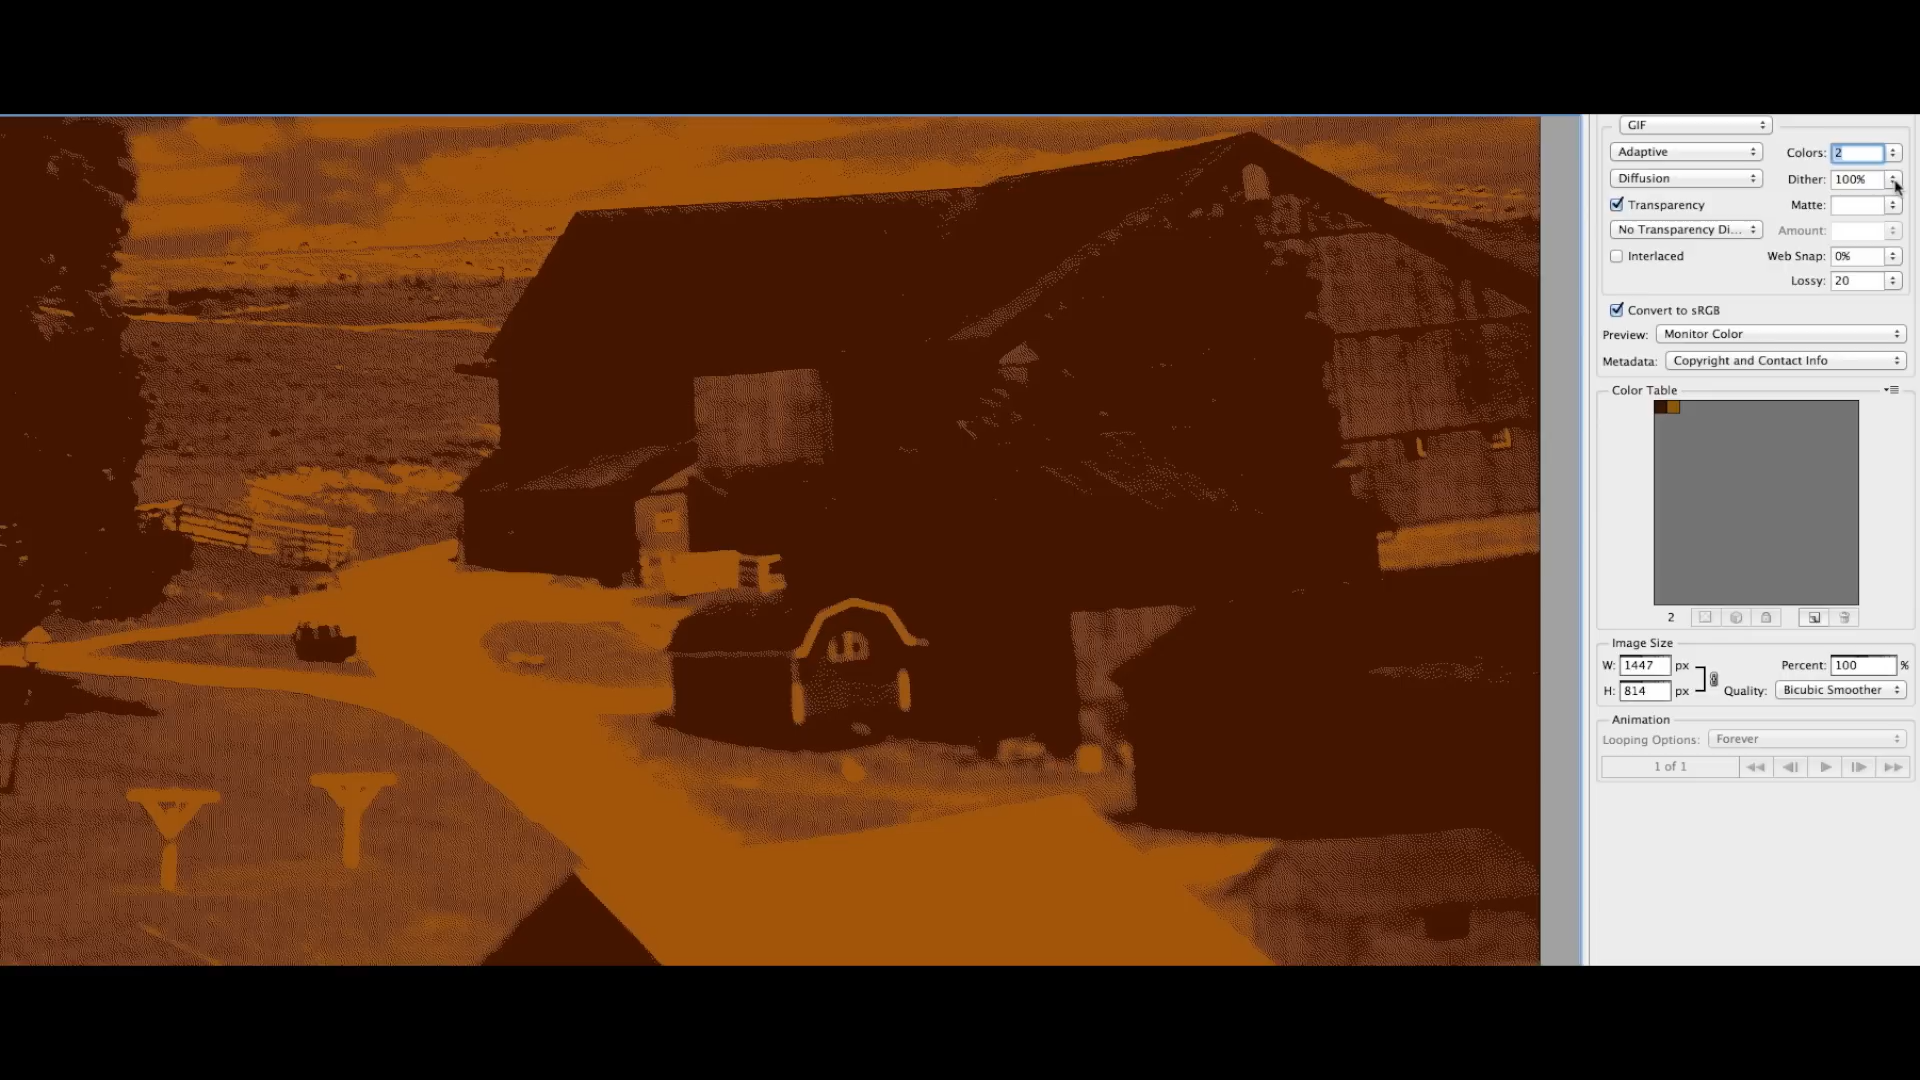 GIF
Adaptive Colors: 2
Diffusion Dither: 100%
Transparency Matte:
No Transparency Di... Amount:
Interlaced Web Snap: 0%
Lossy: 20
Convert to sRGB
Preview: Monitor Color
Metadata: Copyright and Contact Info
Color Table
2
Image Size
W: 1447 px Percent: 100 %
H: 814 px Quality: Bicubic Smoother
Animation
Looping Options: Forever
1 of 1